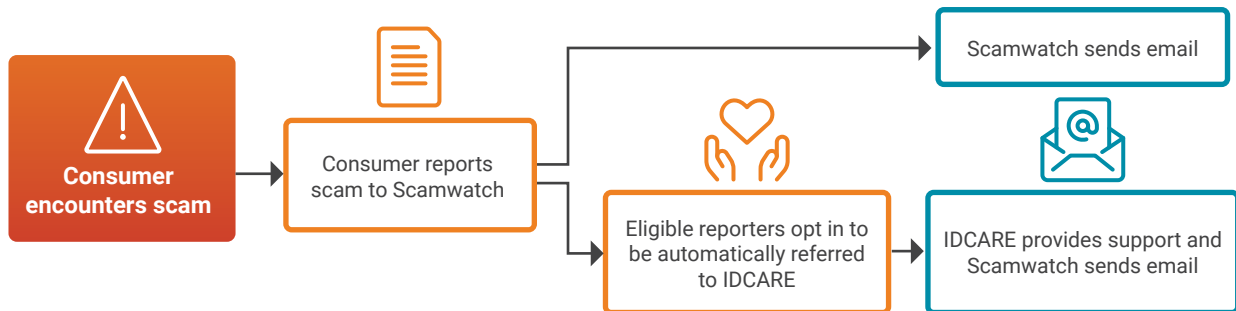 Consumer
encounters scam
Consumer reports
scam to Scamwatch
Scamwatch sends email
Eligible reporters opt in to
be automatically referred
to IDCARE
@
IDCARE provides support and
Scamwatch sends email